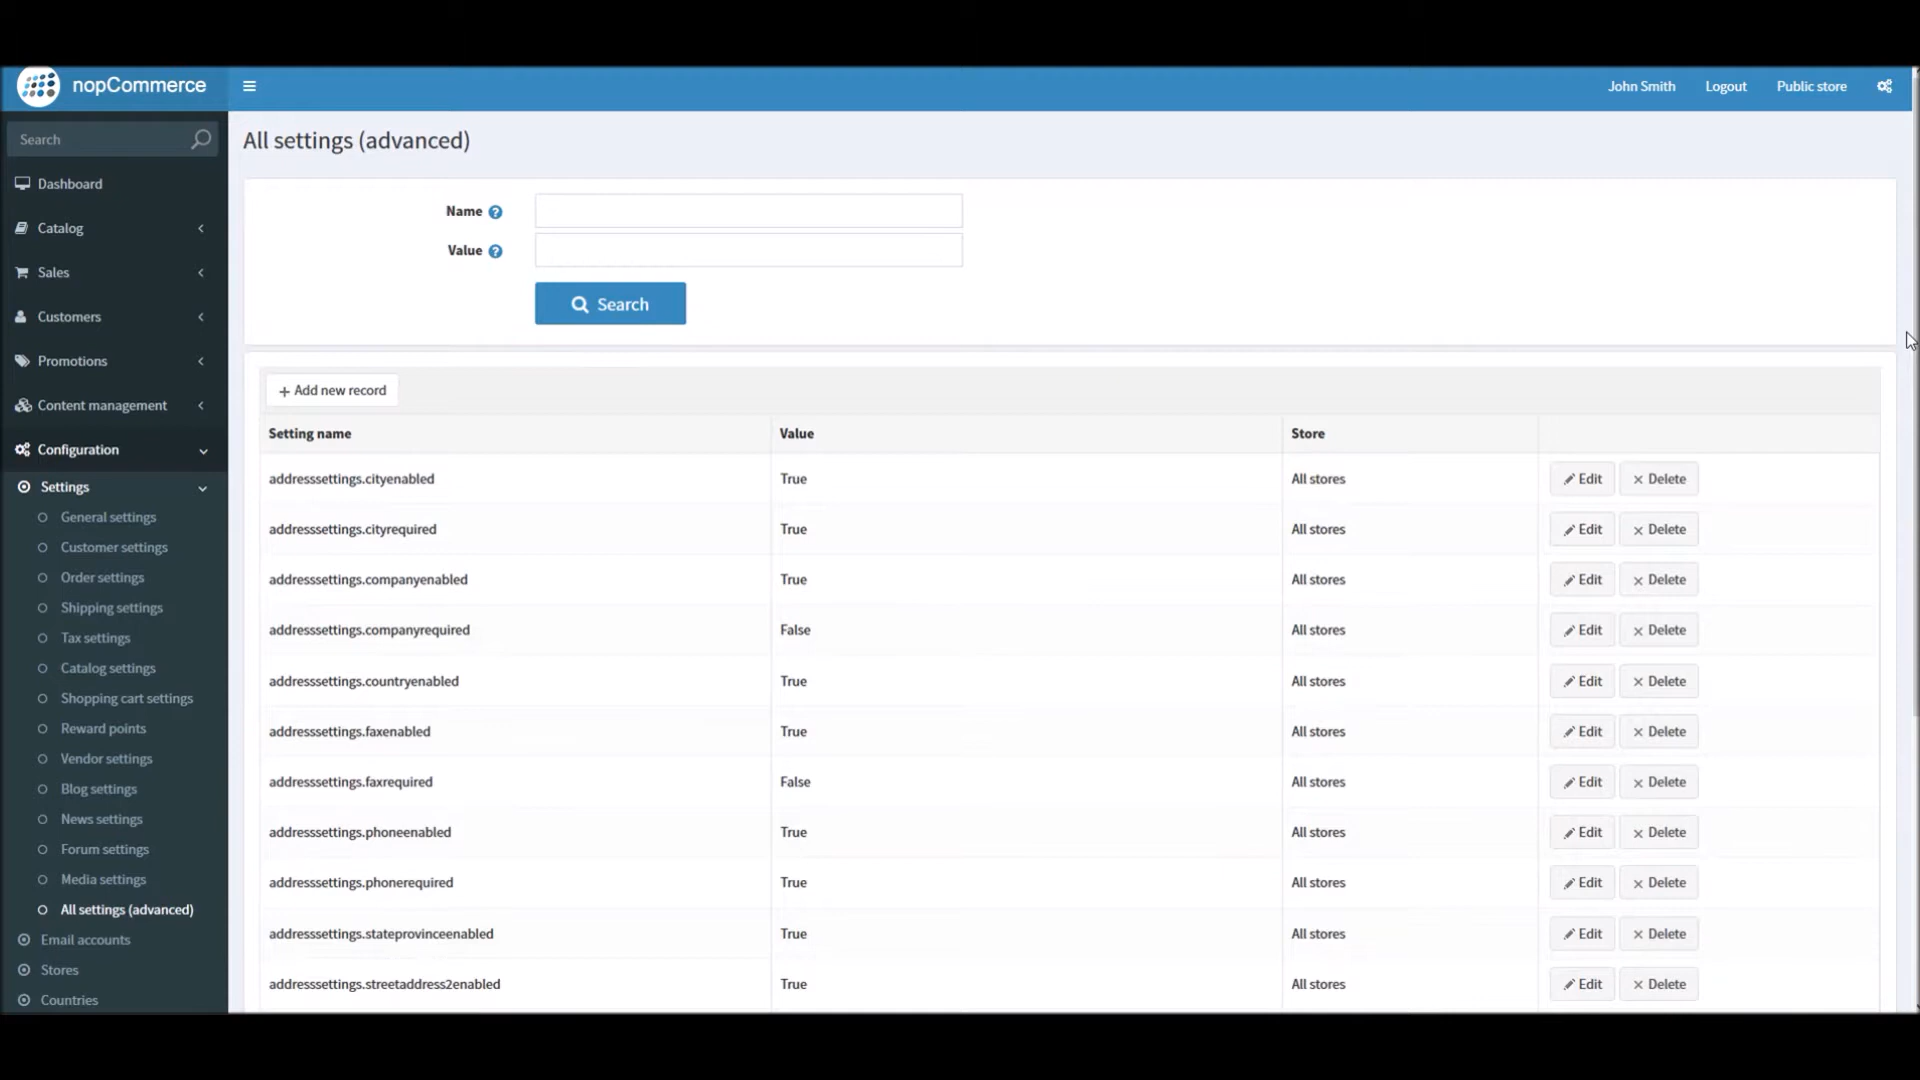 nopCommerce
John Smith Logout Public store
Search
All settings (advanced)
Dashboard
Catalog
Sales
Customers
Promotions
Content management
Configuration
Settings
General settings
Customer settings
Order settings
Shipping settings
Tax settings
Catalog settings
Shopping cart settings
Reward points
Vendor settings
Blog settings
News settings
Forum settings
Media settings
All settings (advanced)
Email accounts
Stores
Countries
Name ?
Value ?
Search
+ Add new record
Setting name Value Store
addresssettings.cityenabled True All stores Edit Delete
addresssettings.cityrequired True All stores Edit Delete
addresssettings.companyenabled True All stores Edit Delete
addresssettings.companyrequired False All stores Edit Delete
addresssettings.countryenabled True All stores Edit Delete
addresssettings.faxenabled True All stores Edit Delete
addresssettings.faxrequired False All stores Edit Delete
addresssettings.phoneenabled True All stores Edit Delete
addresssettings.phonerequired True All stores Edit Delete
addresssettings.stateprovinceenabled True All stores Edit Delete
addresssettings.streetaddress2enabled True All stores Edit Delete